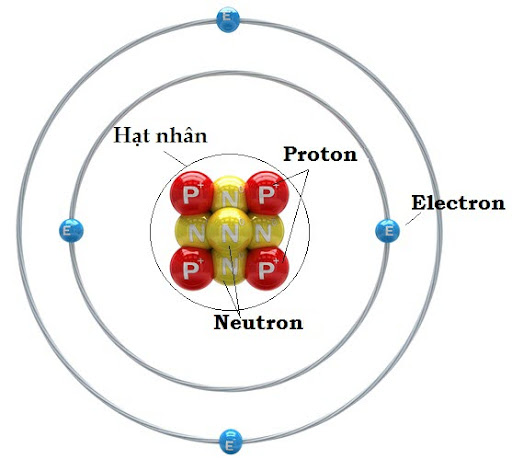 E
Hạt nhân
Proton
P+ N P+
Electron
E N N N E
P+ N P+
Neutron
E